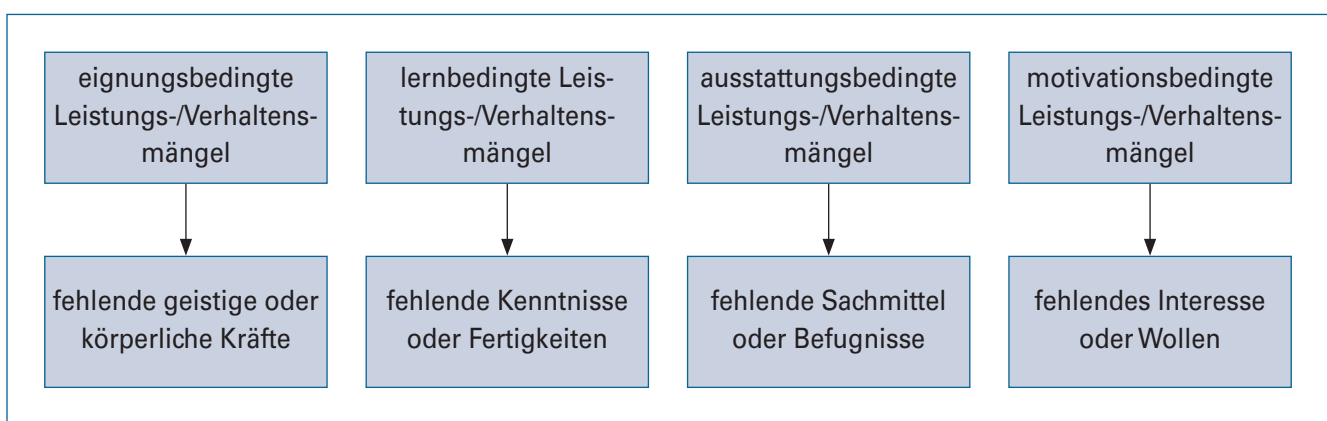 eignungsbedingte
Leistungs-/Verhaltens-
mängel
lernbedingte Leis-
tungs-/Verhaltens-
mängel
ausstattungsbedingte
Leistungs-/Verhaltens-
mängel
motivationsbedingte
Leistungs-/Verhaltens-
mängel
fehlende geistige oder
körperliche Kräfte
fehlende Kenntnisse
oder Fertigkeiten
fehlende Sachmittel
oder Befugnisse
fehlendes Interesse
oder Wollen